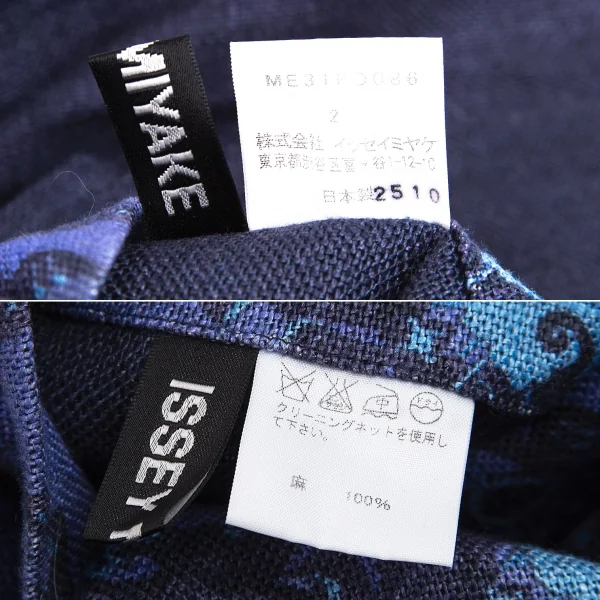 MIYAKE
ME31FD086
2
株式会社 イッセイミヤケ
東京都渋谷区富ヶ谷1-12-10
日本製2510
ISSEY
クリーニングネットを使用し
て下さい。
麻 100%